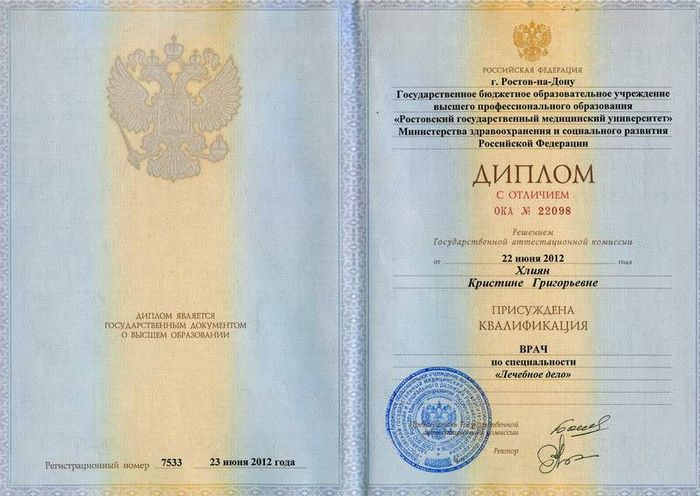 ДИПЛОМ ЯВЛЯЕТСЯ
ГОСУДАРСТВЕННЫМ ДОКУМЕНТОМ
О ВЫСШЕМ ОБРАЗОВАНИИ
Регистрационный номер 7533 23 июня 2012 года
РОССИЙСКАЯ ФЕДЕРАЦИЯ
г. Ростов-на-Дону
Государственное бюджетное образовательное учреждение
высшего профессионального образования
«Ростовский государственный медицинский университет»
Министерства здравоохранения и социального развития
Российской Федерации
ДИПЛОМ
С ОТЛИЧИЕМ
ОКА № 22098
Решением
Государственной аттестационной комиссии
от 22 июня 2012 года
Хлиян
Кристине Григорьевне
ПРИСУЖДЕНА
КВАЛИФИКАЦИЯ
ВРАЧ
по специальности
«Лечебное дело»
Председатель Государственной
аттестационной комиссии
Ректор